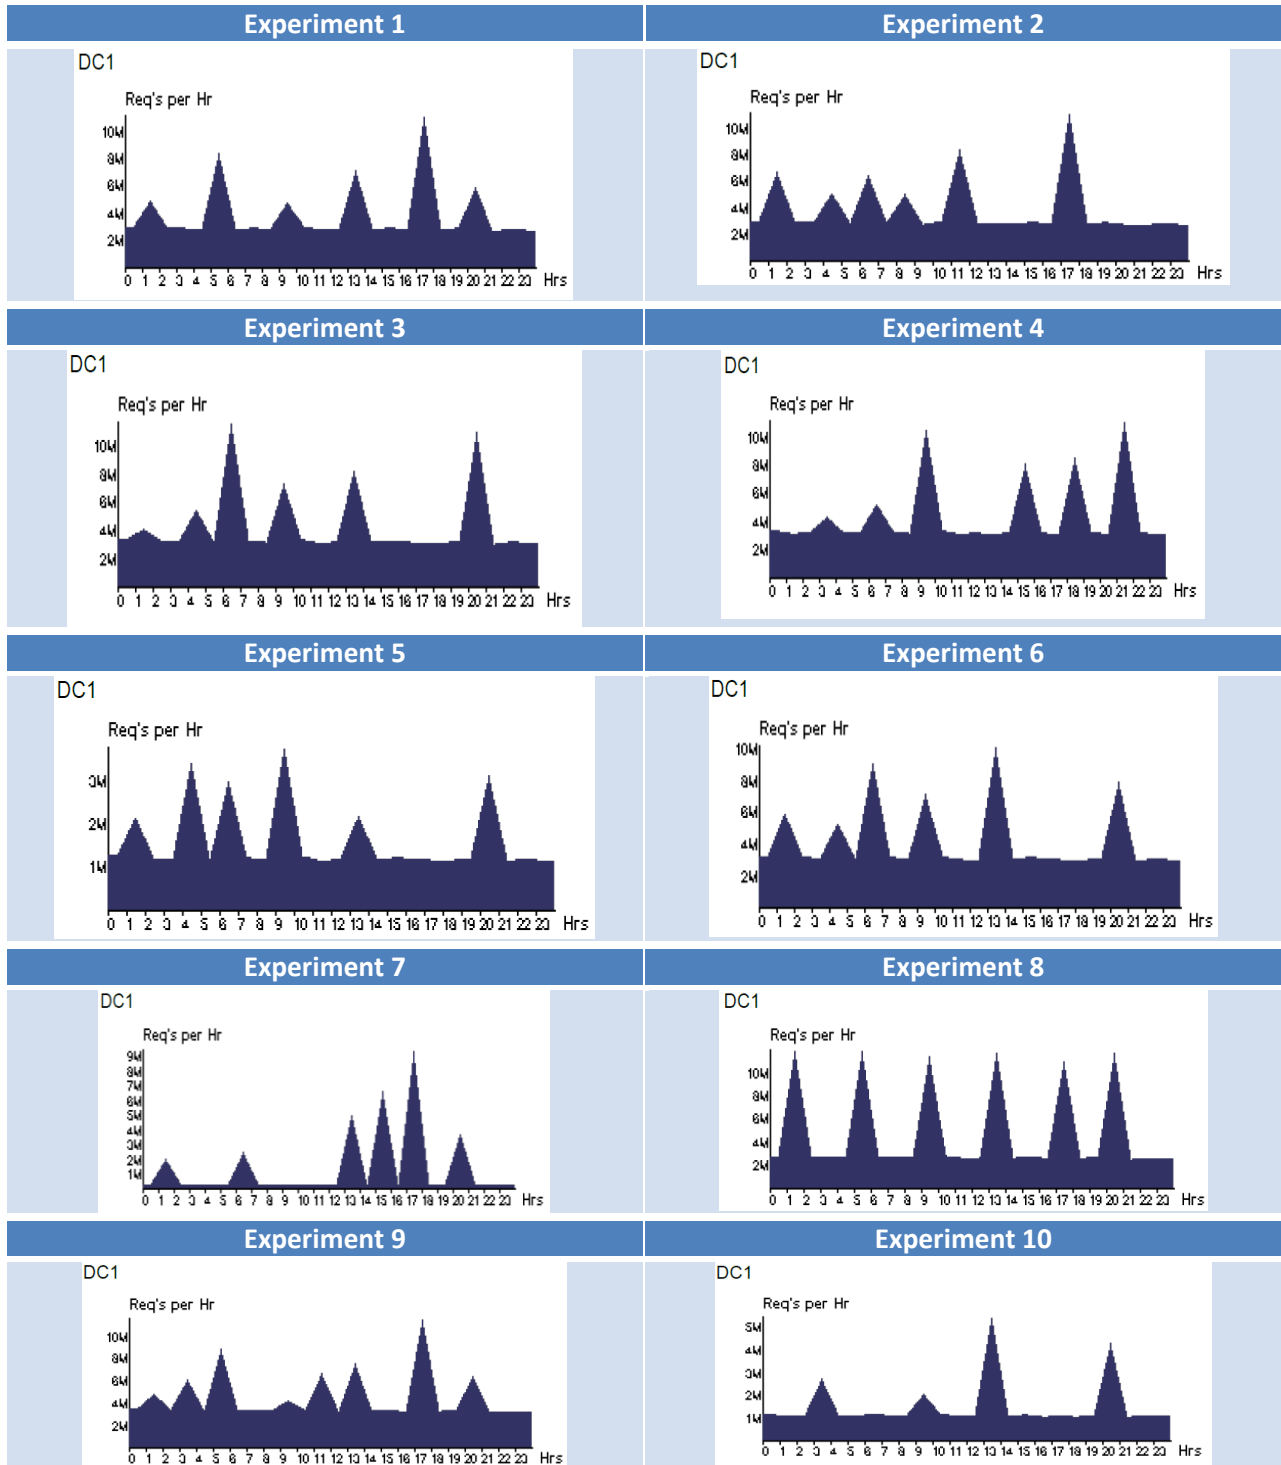 Experiment 1
DC1
Req's per Hr
10M
8M
6M
4M
2M
0 1 2 3 4 5 6 7 8 9 10 11 12 13 14 15 16 17 18 19 20 21 22 23 Hrs
Experiment 2
DC1
Req's per Hr
10M
8M
6M
4M
2M
0 1 2 3 4 5 6 7 8 9 10 11 12 13 14 15 16 17 18 19 20 21 22 23 Hrs
Experiment 3
DC1
Req's per Hr
10M
8M
6M
4M
2M
0 1 2 3 4 5 6 7 8 9 10 11 12 13 14 15 16 17 18 19 20 21 22 23 Hrs
Experiment 4
DC1
Req's per Hr
10M
8M
6M
4M
2M
0 1 2 3 4 5 6 7 8 9 10 11 12 13 14 15 16 17 18 19 20 21 22 23 Hrs
Experiment 5
DC1
Req's per Hr
3M
2M
1M
0 1 2 3 4 5 6 7 8 9 10 11 12 13 14 15 16 17 18 19 20 21 22 23 Hrs
Experiment 6
DC1
Req's per Hr
10M
8M
6M
4M
2M
0 1 2 3 4 5 6 7 8 9 10 11 12 13 14 15 16 17 18 19 20 21 22 23 Hrs
Experiment 7
DC1
Req's per Hr
9M
8M
7M
6M
5M
4M
3M
2M
1M
0 1 2 3 4 5 6 7 8 9 10 11 12 13 14 15 16 17 18 19 20 21 22 23 Hrs
Experiment 8
DC1
Req's per Hr
10M
8M
6M
4M
2M
0 1 2 3 4 5 6 7 8 9 10 11 12 13 14 15 16 17 18 19 20 21 22 23 Hrs
Experiment 9
DC1
Req's per Hr
10M
8M
6M
4M
2M
0 1 2 3 4 5 6 7 8 9 10 11 12 13 14 15 16 17 18 19 20 21 22 23 Hrs
Experiment 10
DC1
Req's per Hr
5M
4M
3M
2M
1M
0 1 2 3 4 5 6 7 8 9 10 11 12 13 14 15 16 17 18 19 20 21 22 23 Hrs